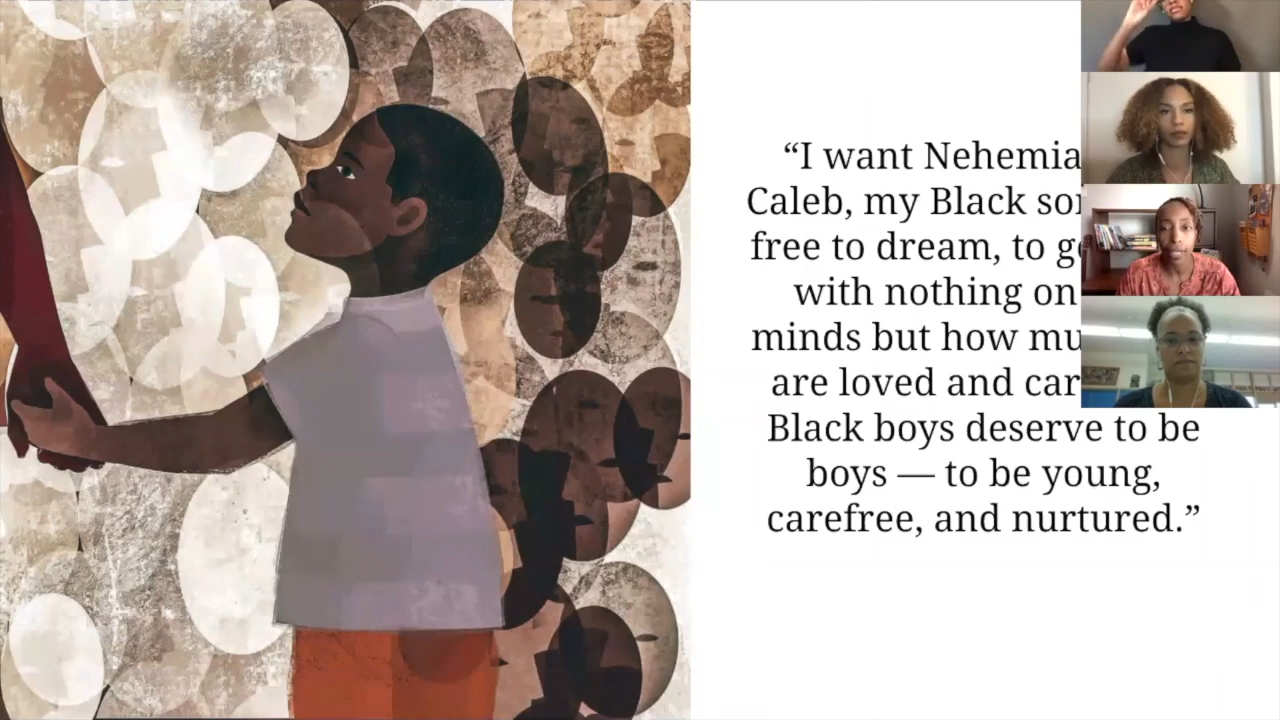 “I want Nehemia
Caleb, my Black so
free to dream, to g
with nothing on
minds but how mu
are loved and car
Black boys deserve to be
boys — to be young,
carefree, and nurtured.”